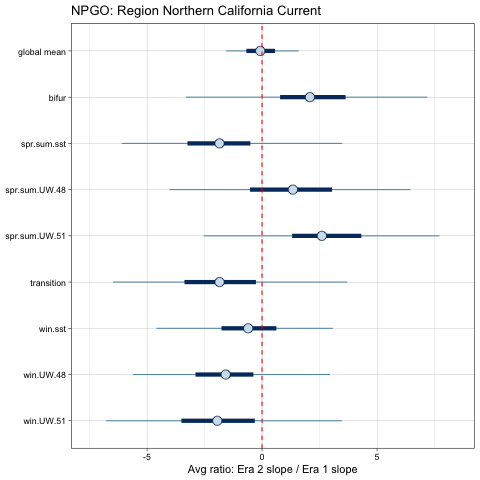 NPGO: Region Northern California Current
global mean
bifur
spr.sum.sst
spr.sum.UW.48
spr.sum.UW.51
transition
win.sst
win.UW.48
win.UW.51
-5 0 5
Avg ratio: Era 2 slope / Era 1 slope